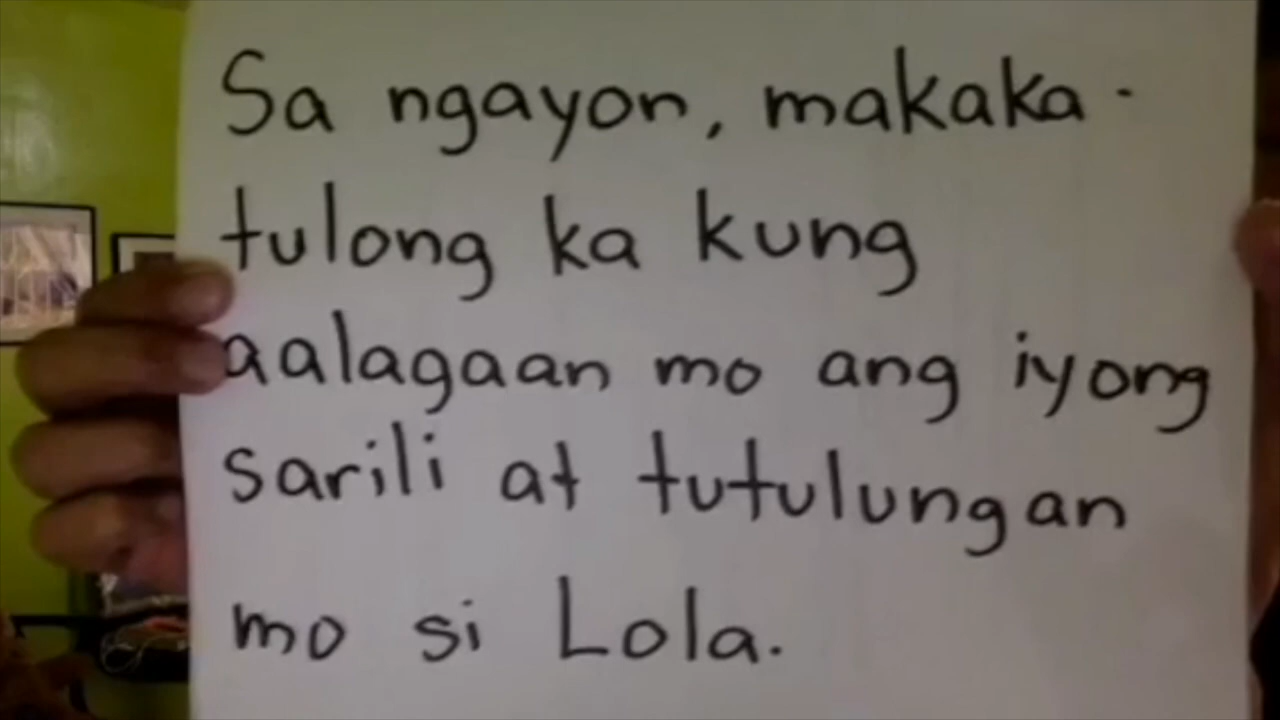 Sa ngayon, makaka-
tulong ka kung
aalagaan mo ang iyong
sarili at tutulungan
mo si Lola.